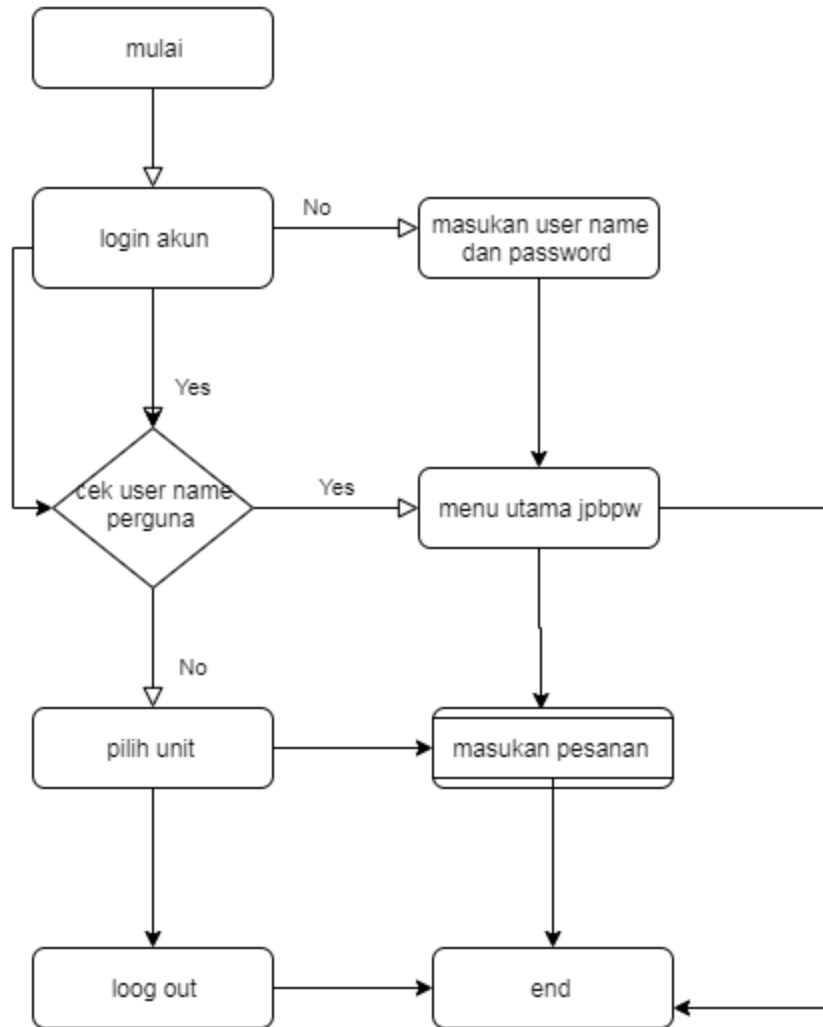 mulai
login akun
No
masukan user name
dan password
Yes
cek user name
perguna
Yes
menu utama jpbpw
No
pilih unit
masukan pesanan
loog out
end